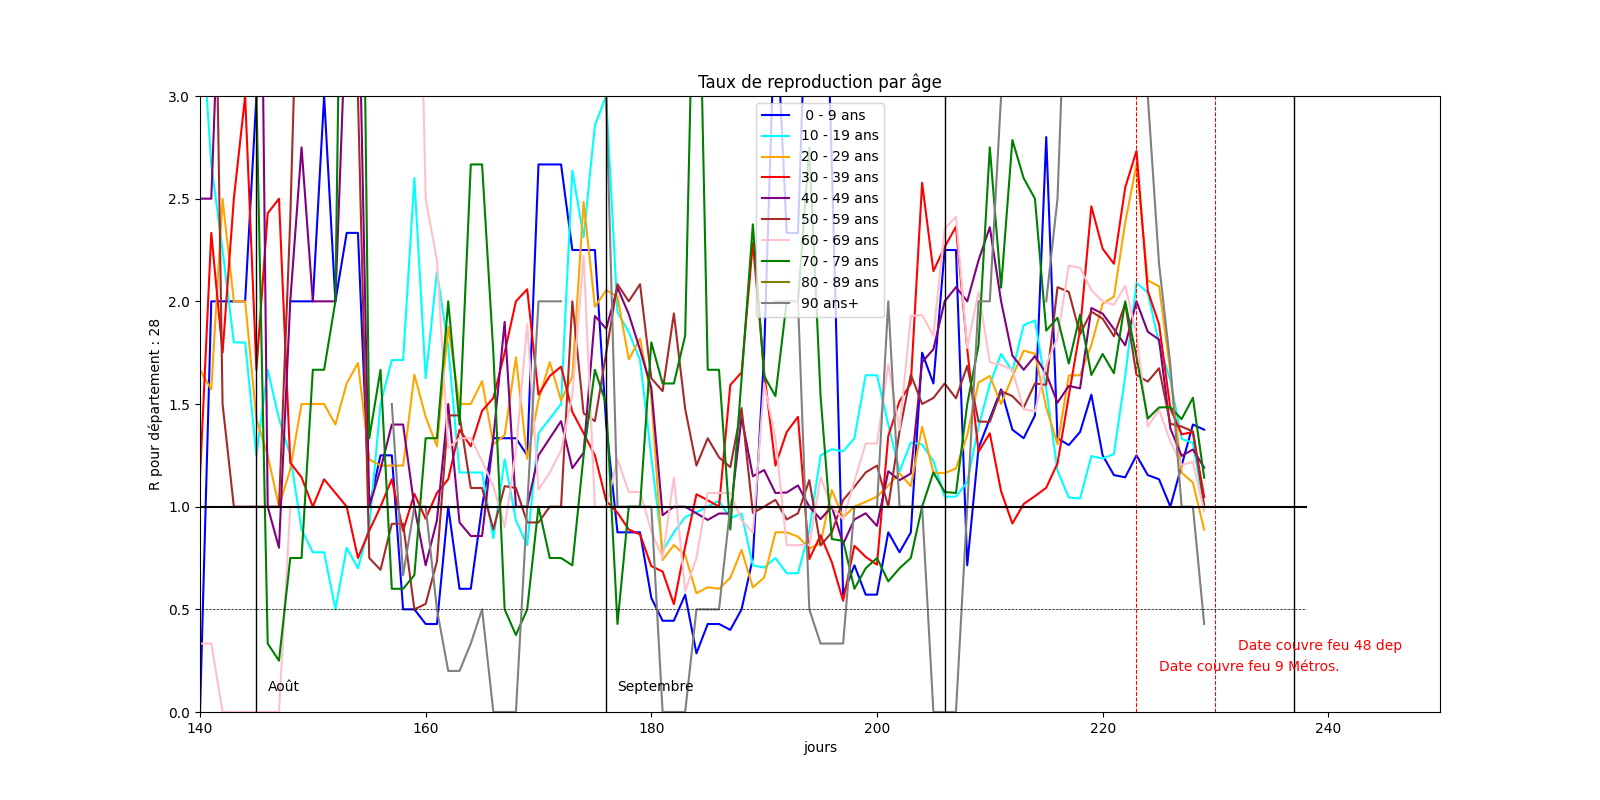 Taux de reproduction par âge
3.0
2.5
2.0
1.5
1.0
0.5
0.0
R pour département : 28
0 - 9 ans
10 - 19 ans
20 - 29 ans
30 - 39 ans
40 - 49 ans
50 - 59 ans
60 - 69 ans
70 - 79 ans
80 - 89 ans
90 ans+
Date couvre feu 48 dep
Date couvre feu 9 Métros.
Août
Septembre
140
160
180
200
220
240
jours